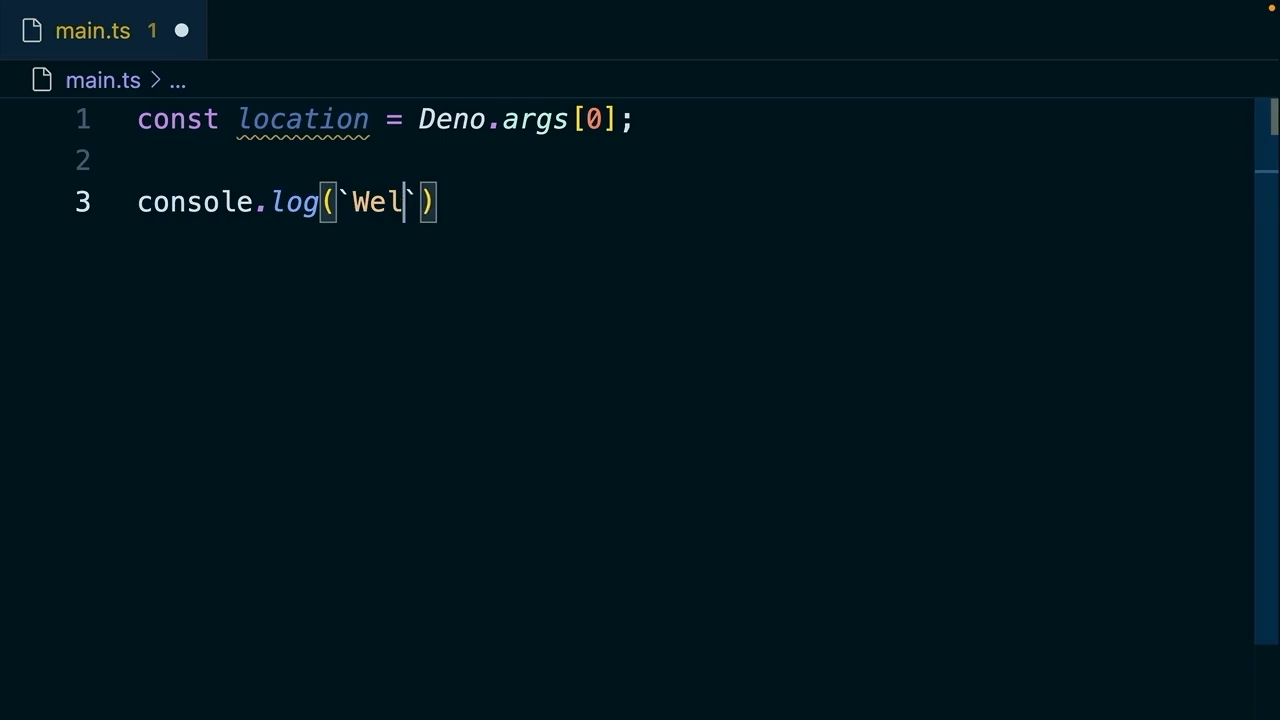 main.ts 1
main.ts > ...
1 const location = Deno.args[0];
2
3 console.log(`Wel`)